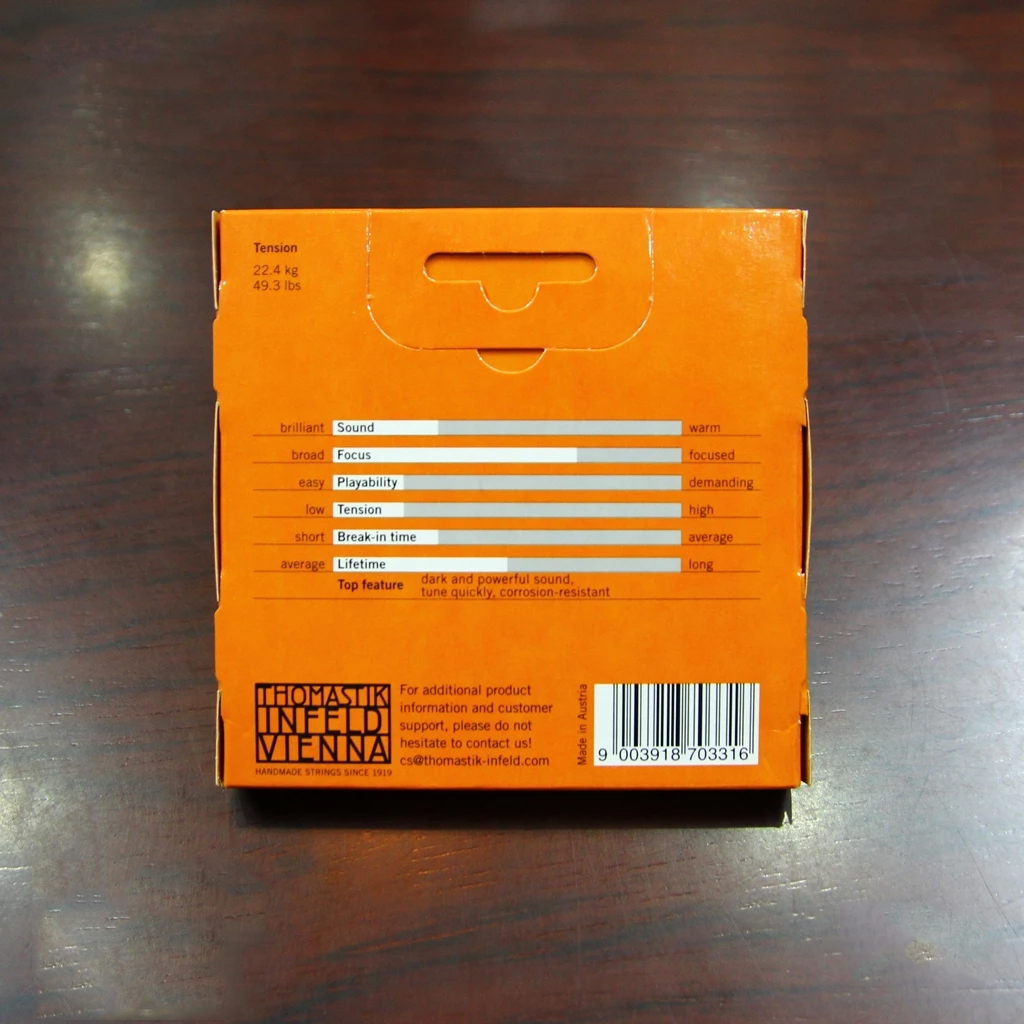 Tension
22.4 kg
49.3 lbs
brilliant Sound warm
broad Focus focused
easy Playability demanding
low Tension high
short Break-in time average
average Lifetime long
Top feature dark and powerful sound,
tune quickly, corrosion-resistant
THOMASTIK
INFELD
VIENNA
HANDMADE STRINGS SINCE 1919
For additional product
information and customer
support, please do not
hesitate to contact us!
cs@thomastik-infeld.com
Made in Austria
9 003918 703316